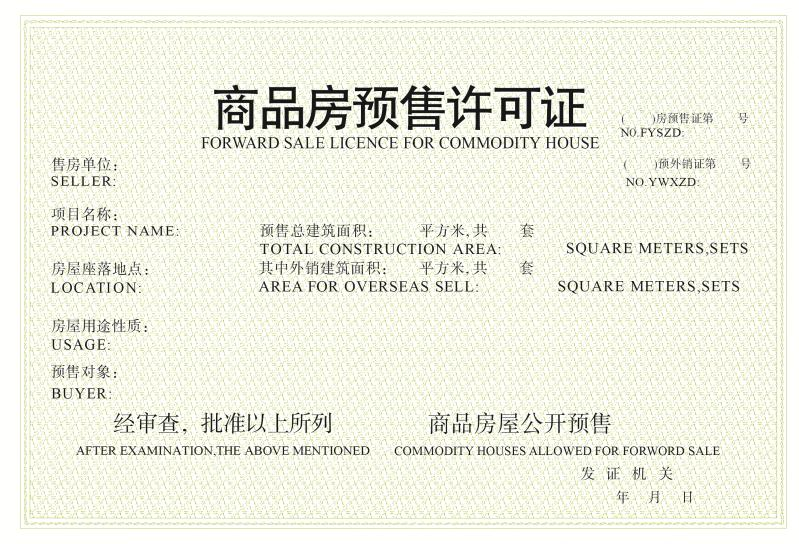 商品房预售许可证
FORWARD SALE LICENCE FOR COMMODITY HOUSE
(　　)房预售证第　　号
NO.FYSZD:
(　　)预外销证第　　号
NO.YWXZD:
售房单位：
SELLER:
项目名称：
PROJECT NAME:
预售总建筑面积：　　平方米,共　　套
TOTAL CONSTRUCTION AREA:　　SQUARE METERS,SETS
房屋座落地点：
LOCATION:
其中外销建筑面积：　　平方米,共　　套
AREA FOR OVERSEAS SELL:　　SQUARE METERS,SETS
房屋用途性质：
USAGE:
预售对象：
BUYER:
经审查，批准以上所列　　商品房屋公开预售
AFTER EXAMINATION,THE ABOVE MENTIONED　　COMMODITY HOUSES ALLOWED FOR FORWORD SALE
发 证 机 关
年　月　日